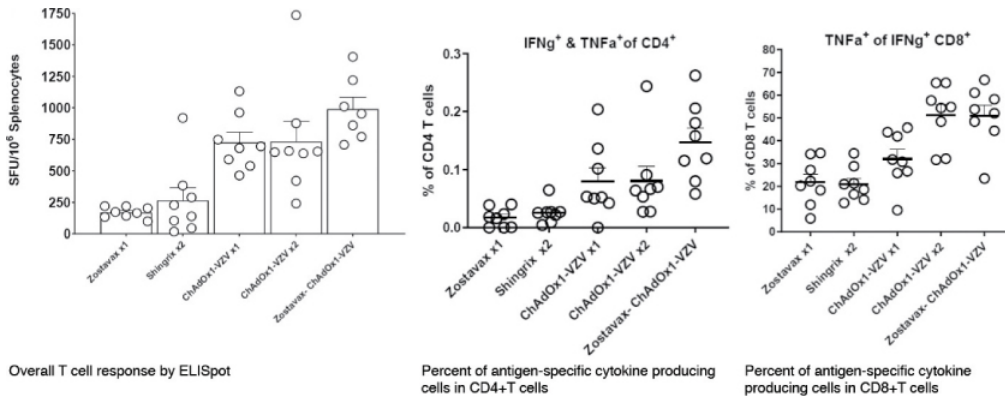 SFU/10⁶ Splenocytes
1750
1500
1250
1000
750
500
250
0
Zostavax x1
Shingrix x2
ChAdOx1-VZV x1
ChAdOx1-VZV x2
Zostavax- ChAdOx1-VZV
Overall T cell response by ELISpot
IFNg⁺ & TNFa⁺of CD4⁺
% of CD4 T cells
0.3
0.2
0.1
0.0
Zostavax x1
Shingrix x2
ChAdOx1-VZV x1
ChAdOx1-VZV x2
Zostavax- ChAdOx1-VZV
Percent of antigen-specific cytokine producing
cells in CD4+T cells
TNFa⁺ of IFNg⁺ CD8⁺
% of CD8 T cells
80
70
60
50
40
30
20
10
0
Zostavax x1
Shingrix x2
ChAdOx1-VZV x1
ChAdOx1-VZV x2
Zostavax- ChAdOx1-VZV
Percent of antigen-specific cytokine
producing cells in CD8+T cells